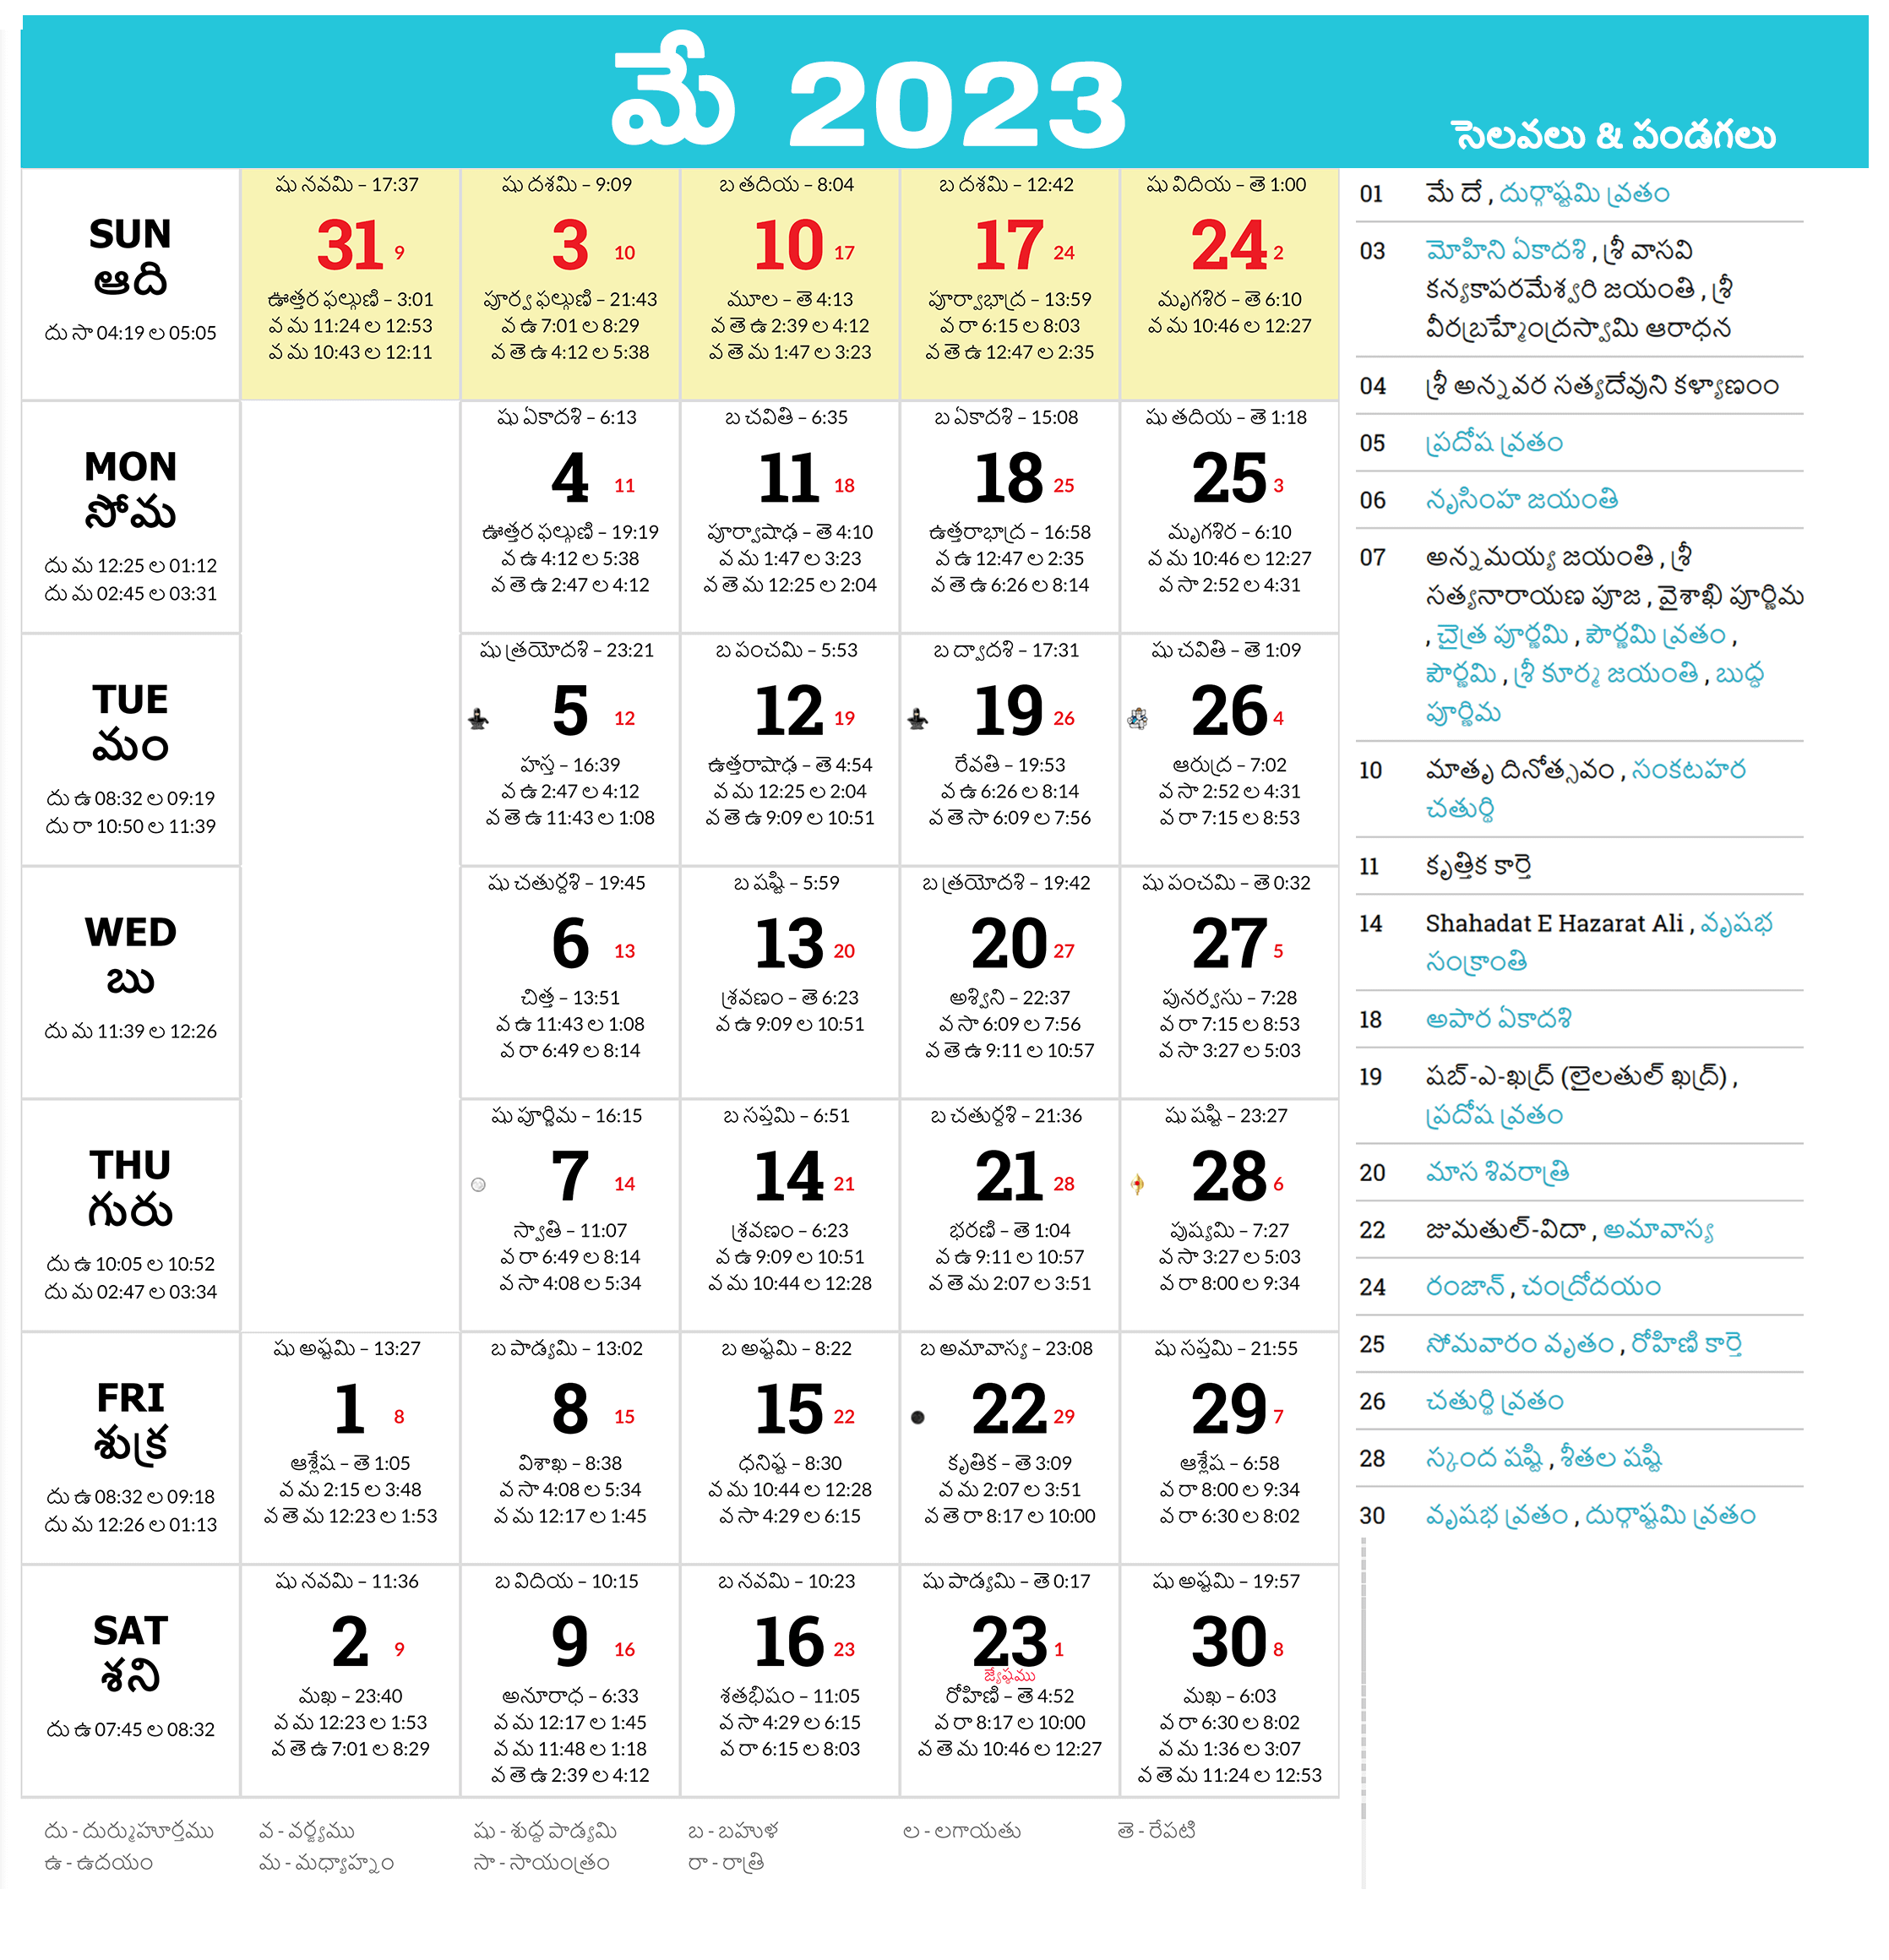 మే 2023
సెలవలు & పండగలు
SUN
ఆది
దు సా 04:19 ల 05:05
షు నవమి – 17:37
31 9
ఊత్తర ఫల్గుణి – 3:01
వ మ 11:24 ల 12:53
వ మ 10:43 ల 12:11
షు దశమి – 9:09
3 10
పూర్వ ఫల్గుణి – 21:43
వ ఉ 7:01 ల 8:29
వ తె ఉ 4:12 ల 5:38
బ తదియ – 8:04
10 17
మూల – తె 4:13
వ తె ఉ 2:39 ల 4:12
వ తె మ 1:47 ల 3:23
బ దశమి – 12:42
17 24
పూర్వాభాద్ర – 13:59
వ రా 6:15 ల 8:03
వ తె ఉ 12:47 ల 2:35
షు విదియ – తె 1:00
24 2
మృగశిర – తె 6:10
వ మ 10:46 ల 12:27
MON
సోమ
దు మ 12:25 ల 01:12
దు మ 02:45 ల 03:31
షు ఏకాదశి – 6:13
4 11
ఊత్తర ఫల్గుణి – 19:19
వ ఉ 4:12 ల 5:38
వ తె ఉ 2:47 ల 4:12
బ చవితి – 6:35
11 18
పూర్వాషాఢ – తె 4:10
వ మ 1:47 ల 3:23
వ తె మ 12:25 ల 2:04
బ ఏకాదశి – 15:08
18 25
ఉత్తరాభాద్ర – 16:58
వ ఉ 12:47 ల 2:35
వ తె ఉ 6:26 ల 8:14
షు తదియ – తె 1:18
25 3
మృగశిర – 6:10
వ మ 10:46 ల 12:27
వ సా 2:52 ల 4:31
TUE
మం
దు ఉ 08:32 ల 09:19
దు రా 10:50 ల 11:39
షు త్రయోదశి – 23:21
5 12
హస్త – 16:39
వ ఉ 2:47 ల 4:12
వ తె ఉ 11:43 ల 1:08
బ పంచమి – 5:53
12 19
ఉత్తరాషాఢ – తె 4:54
వ మ 12:25 ల 2:04
వ తె ఉ 9:09 ల 10:51
బ ద్వాదశి – 17:31
19 26
రేవతి – 19:53
వ ఉ 6:26 ల 8:14
వ తె సా 6:09 ల 7:56
షు చవితి – తె 1:09
26 4
ఆరుద్ర – 7:02
వ సా 2:52 ల 4:31
వ రా 7:15 ల 8:53
WED
బు
దు మ 11:39 ల 12:26
షు చతుర్దశి – 19:45
6 13
చిత్త – 13:51
వ ఉ 11:43 ల 1:08
వ రా 6:49 ల 8:14
బ షష్టి – 5:59
13 20
శ్రవణం – తె 6:23
వ ఉ 9:09 ల 10:51
బ త్రయోదశి – 19:42
20 27
అశ్విని – 22:37
వ సా 6:09 ల 7:56
వ తె ఉ 9:11 ల 10:57
షు పంచమి – తె 0:32
27 5
పునర్వసు – 7:28
వ రా 7:15 ల 8:53
వ సా 3:27 ల 5:03
THU
గురు
దు ఉ 10:05 ల 10:52
దు మ 02:47 ల 03:34
షు పూర్ణిమ – 16:15
7 14
స్వాతి – 11:07
వ రా 6:49 ల 8:14
వ సా 4:08 ల 5:34
బ సప్తమి – 6:51
14 21
శ్రవణం – 6:23
వ ఉ 9:09 ల 10:51
వ మ 10:44 ల 12:28
బ చతుర్దశి – 21:36
21 28
భరణి – తె 1:04
వ ఉ 9:11 ల 10:57
వ తె మ 2:07 ల 3:51
షు షష్టి – 23:27
28 6
పుష్యమి – 7:27
వ సా 3:27 ల 5:03
వ రా 8:00 ల 9:34
FRI
శుక్ర
దు ఉ 08:32 ల 09:18
దు మ 12:26 ల 01:13
షు అష్టమి – 13:27
1 8
ఆశ్లేష – తె 1:05
వ మ 2:15 ల 3:48
వ తె మ 12:23 ల 1:53
బ పాడ్యమి – 13:02
8 15
విశాఖ – 8:38
వ సా 4:08 ల 5:34
వ మ 12:17 ల 1:45
బ అష్టమి – 8:22
15 22
ధనిష్ట – 8:30
వ మ 10:44 ల 12:28
వ సా 4:29 ల 6:15
బ అమావాస్య – 23:08
22 29
కృతిక – తె 3:09
వ మ 2:07 ల 3:51
వ తె రా 8:17 ల 10:00
షు సప్తమి – 21:55
29 7
ఆశ్లేష – 6:58
వ రా 8:00 ల 9:34
వ రా 6:30 ల 8:02
SAT
శని
దు ఉ 07:45 ల 08:32
షు నవమి – 11:36
2 9
మఖ – 23:40
వ మ 12:23 ల 1:53
వ తె ఉ 7:01 ల 8:29
బ విదియ – 10:15
9 16
అనూరాధ – 6:33
వ మ 12:17 ల 1:45
వ మ 11:48 ల 1:18
వ తె ఉ 2:39 ల 4:12
బ నవమి – 10:23
16 23
శతభిషం – 11:05
వ సా 4:29 ల 6:15
వ రా 6:15 ల 8:03
షు పాడ్యమి – తె 0:17
23 1
జ్యేష్ఠము
రోహిణి – తె 4:52
వ రా 8:17 ల 10:00
వ తె మ 10:46 ల 12:27
షు అష్టమి – 19:57
30 8
మఖ – 6:03
వ రా 6:30 ల 8:02
వ మ 1:36 ల 3:07
వ తె మ 11:24 ల 12:53
01 మే దే , దుర్గాష్టమి వ్రతం
03 మోహిని ఏకాదశి , శ్రీ వాసవి
కన్యకాపరమేశ్వరి జయంతి , శ్రీ
వీరబ్రహ్మేంద్రస్వామి ఆరాధన
04 శ్రీ అన్నవర సత్యదేవుని కళ్యాణంం
05 ప్రదోష వ్రతం
06 నృసింహ జయంతి
07 అన్నమయ్య జయంతి , శ్రీ
సత్యనారాయణ పూజ , వైశాఖి పూర్ణిమ
, చైత్ర పూర్ణమి , పౌర్ణమి వ్రతం ,
పౌర్ణమి , శ్రీ కూర్మ జయంతి , బుద్ధ
పూర్ణిమ
10 మాతృ దినోత్సవం , సంకటహర
చతుర్థి
11 కృత్తిక కార్తె
14 Shahadat E Hazarat Ali , వృషభ
సంక్రాంతి
18 అపార ఏకాదశి
19 షబ్-ఎ-ఖద్ర్ (లైలతుల్ ఖద్ర్) ,
ప్రదోష వ్రతం
20 మాస శివరాత్రి
22 జుమతుల్-విదా , అమావాస్య
24 రంజాన్ , చంద్రోదయం
25 సోమవారం వృతం , రోహిణి కార్తె
26 చతుర్థి వ్రతం
28 స్కంద షష్టి , శీతల షష్టి
30 వృషభ వ్రతం , దుర్గాష్టమి వ్రతం
దు - దుర్ముహూర్తము వ - వర్జ్యము షు - శుద్ధ పాడ్యమి బ - బహుళ ల - లగాయతు తె - రేపటి
ఉ - ఉదయం మ - మధ్యాహ్నం సా - సాయంత్రం రా - రాత్రి